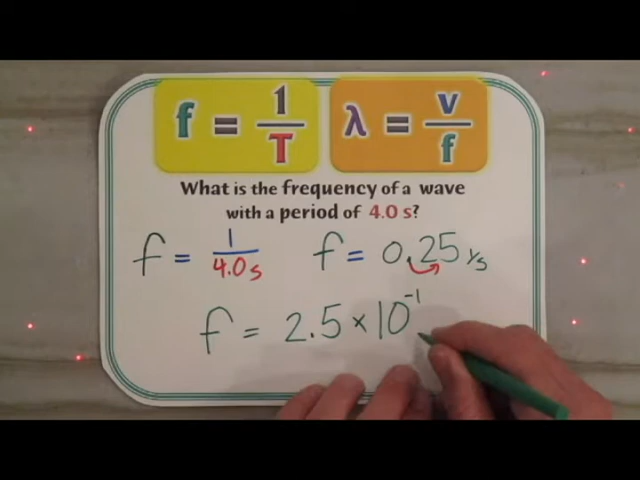 f = 1/T λ = v/f
What is the frequency of a wave
with a period of 4.0 s?
f = 1/4.0s f = 0.25 1/s
f = 2.5 × 10⁻¹